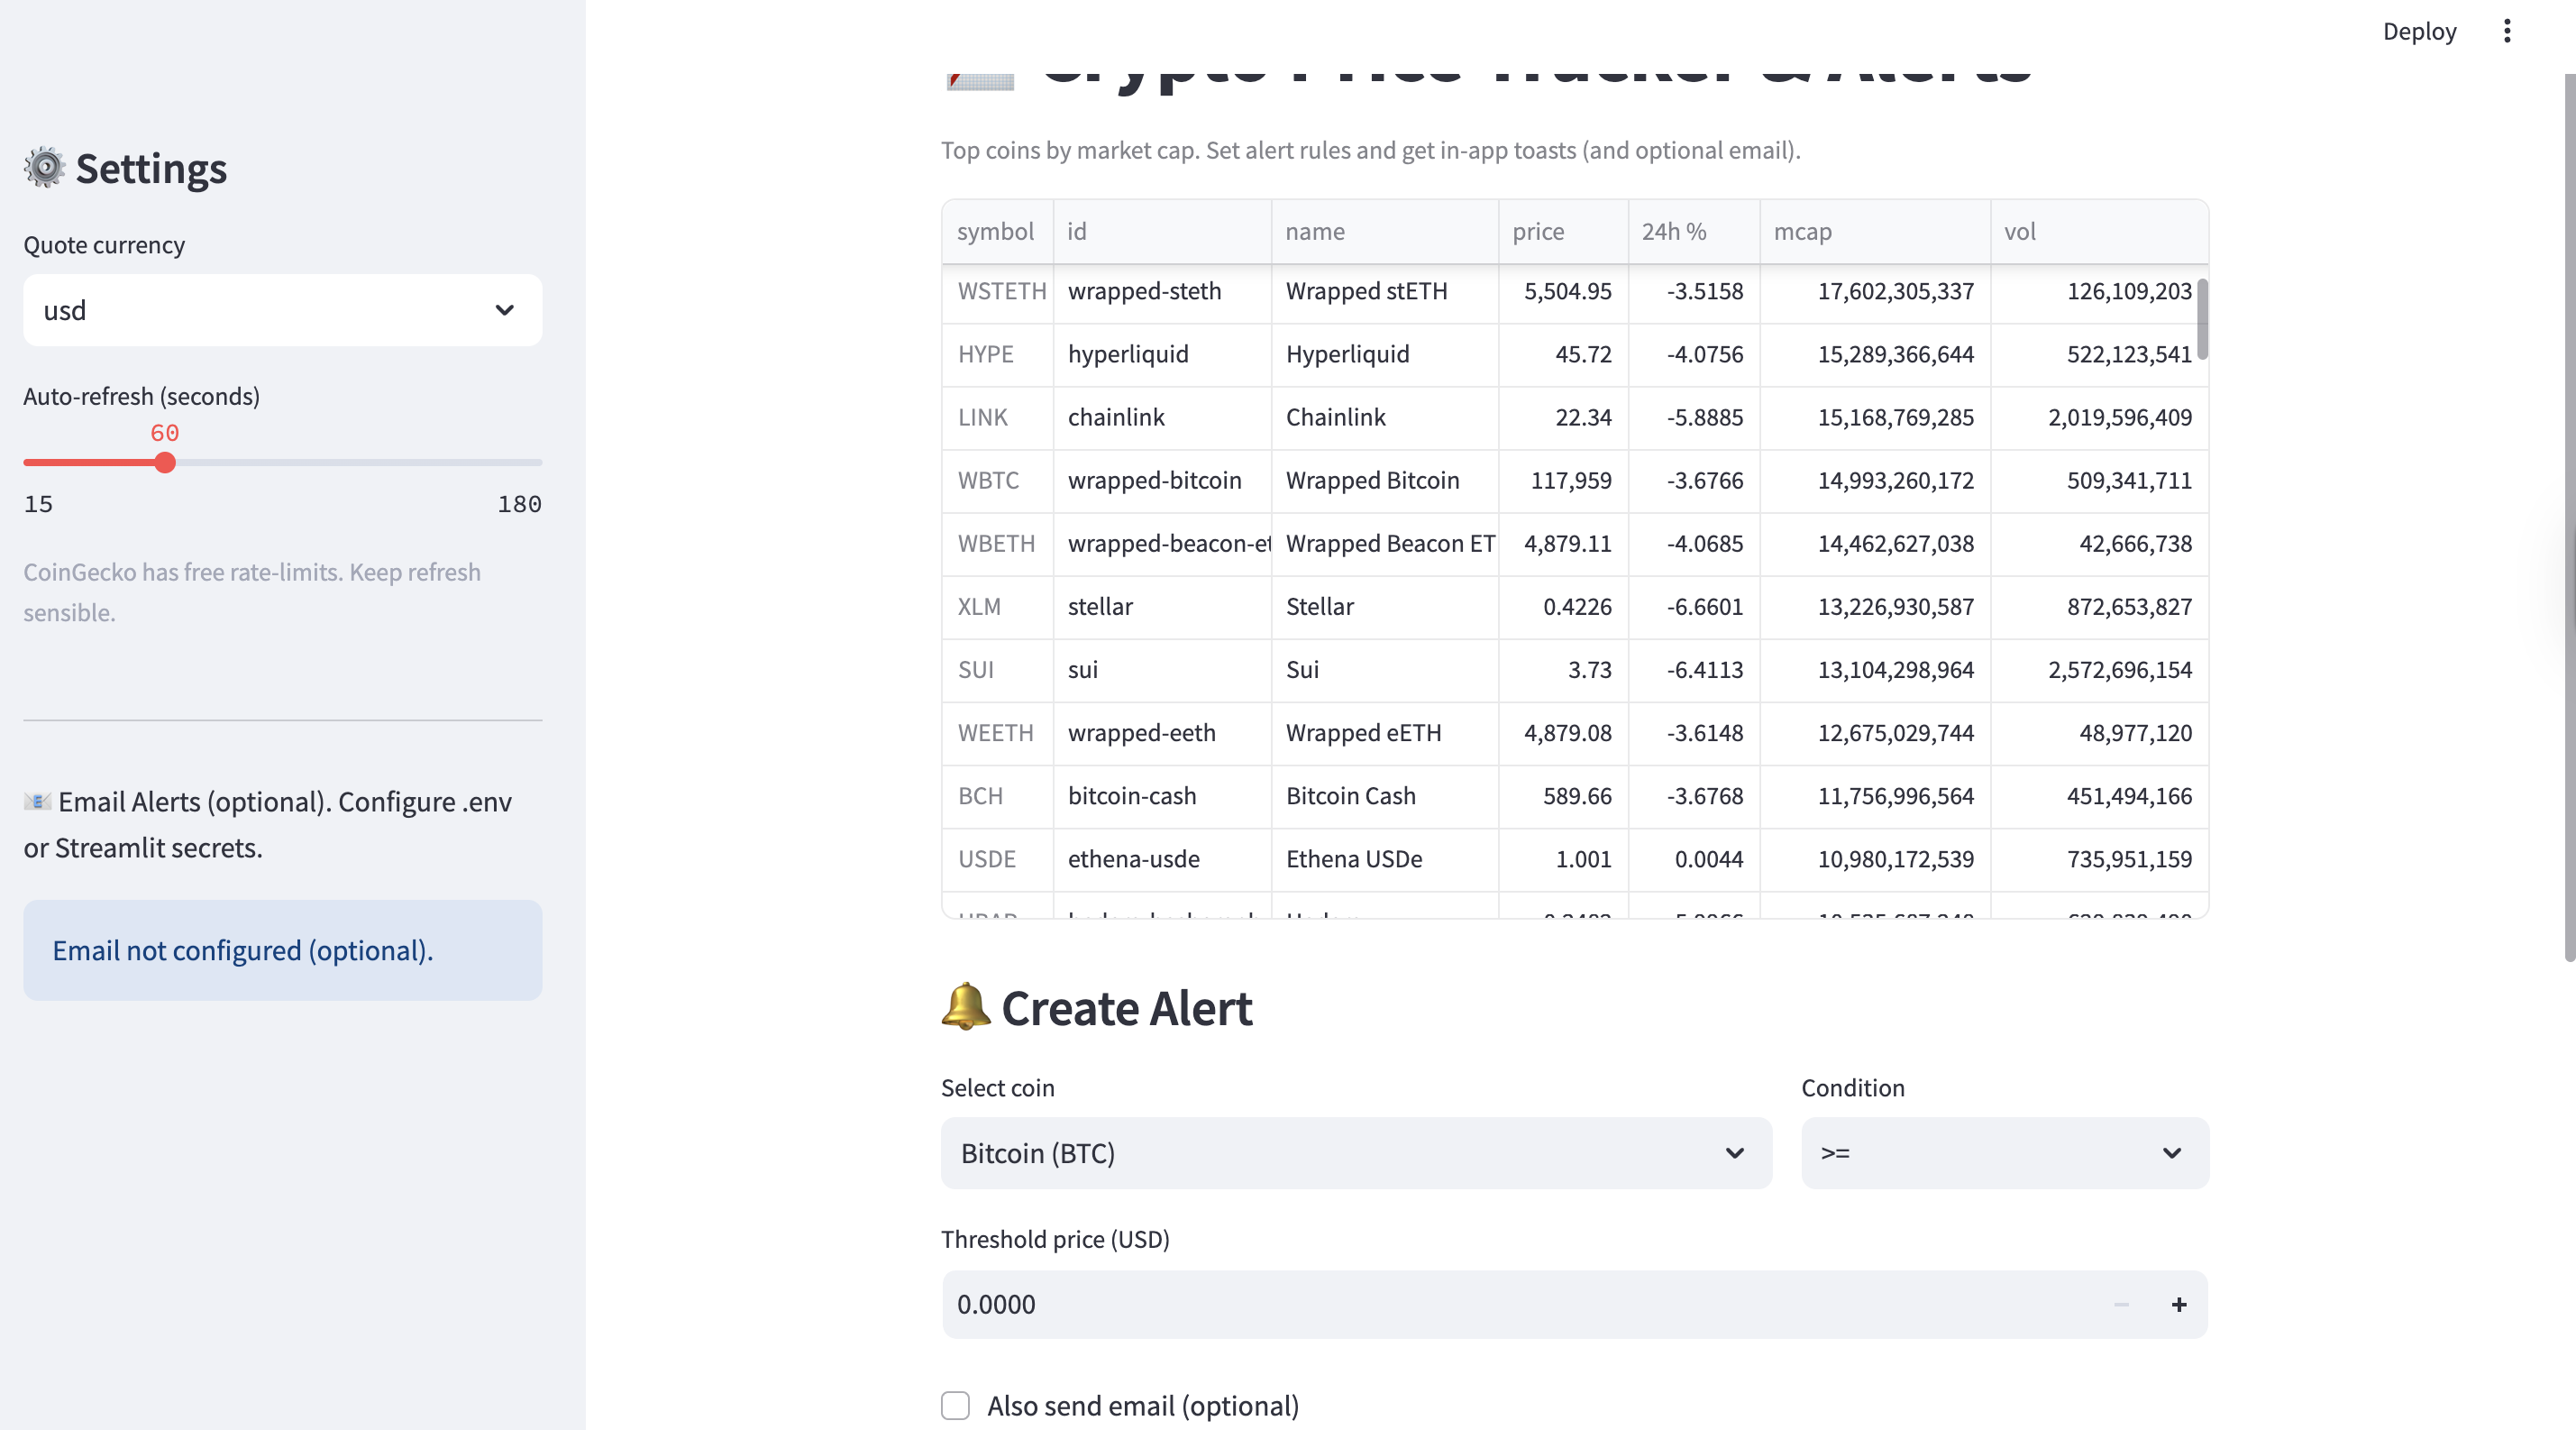 Deploy
Crypto Price Tracker & Alerts
Top coins by market cap. Set alert rules and get in-app toasts (and optional email).
Settings
Quote currency
usd
Auto-refresh (seconds)
60
15 180
CoinGecko has free rate-limits. Keep refresh
sensible.
Email Alerts (optional). Configure .env
or Streamlit secrets.
Email not configured (optional).
symbol id name price 24h % mcap vol
WSTETH wrapped-steth Wrapped stETH 5,504.95 -3.5158 17,602,305,337 126,109,203
HYPE hyperliquid Hyperliquid 45.72 -4.0756 15,289,366,644 522,123,541
LINK chainlink Chainlink 22.34 -5.8885 15,168,769,285 2,019,596,409
WBTC wrapped-bitcoin Wrapped Bitcoin 117,959 -3.6766 14,993,260,172 509,341,711
WBETH wrapped-beacon-et Wrapped Beacon ET 4,879.11 -4.0685 14,462,627,038 42,666,738
XLM stellar Stellar 0.4226 -6.6601 13,226,930,587 872,653,827
SUI sui Sui 3.73 -6.4113 13,104,298,964 2,572,696,154
WEETH wrapped-eeth Wrapped eETH 4,879.08 -3.6148 12,675,029,744 48,977,120
BCH bitcoin-cash Bitcoin Cash 589.66 -3.6768 11,756,996,564 451,494,166
USDE ethena-usde Ethena USDe 1.001 0.0044 10,980,172,539 735,951,159
Create Alert
Select coin Condition
Bitcoin (BTC) >=
Threshold price (USD)
0.0000 − +
Also send email (optional)